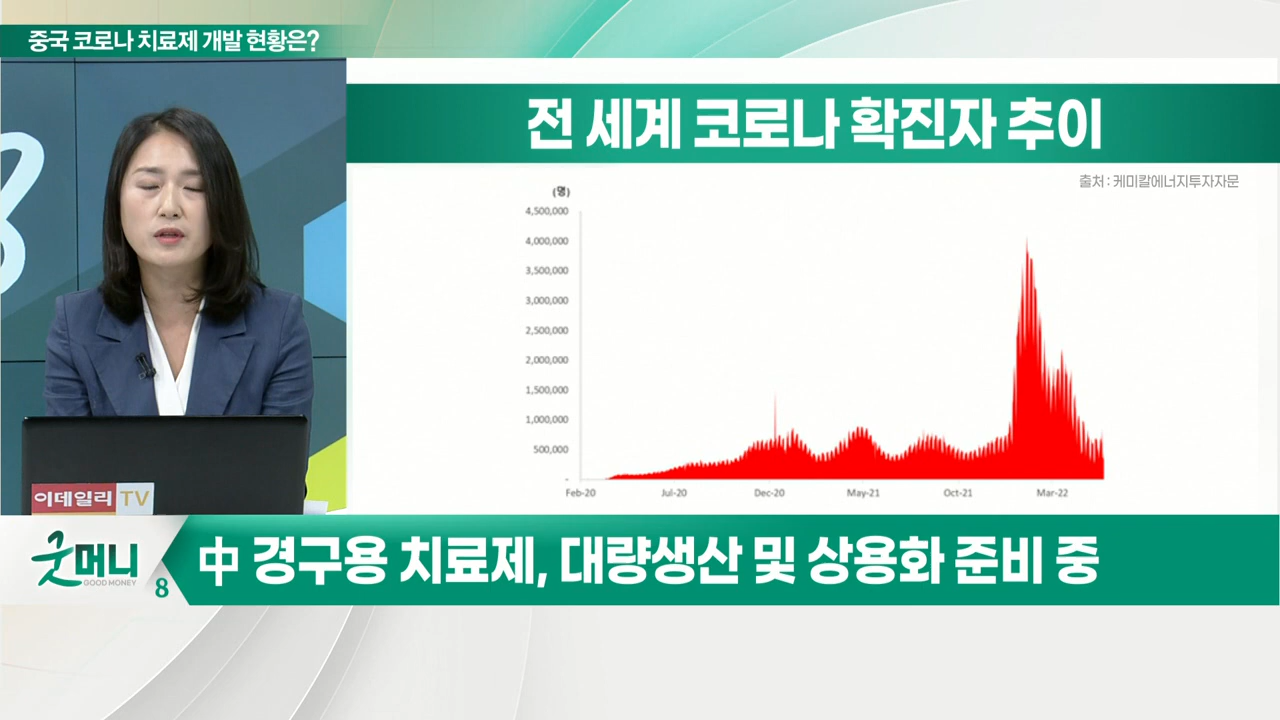 중국 코로나 치료제 개발 현황은?
전 세계 코로나 확진자 추이
출처 : 케미칼에너지투자자문
(명)
4,500,000
4,000,000
3,500,000
3,000,000
2,500,000
2,000,000
1,500,000
1,000,000
500,000
-
Feb-20 Jul-20 Dec-20 May-21 Oct-21 Mar-22
이데일리 TV
굿머니
GOOD MONEY
8
中 경구용 치료제, 대량생산 및 상용화 준비 중